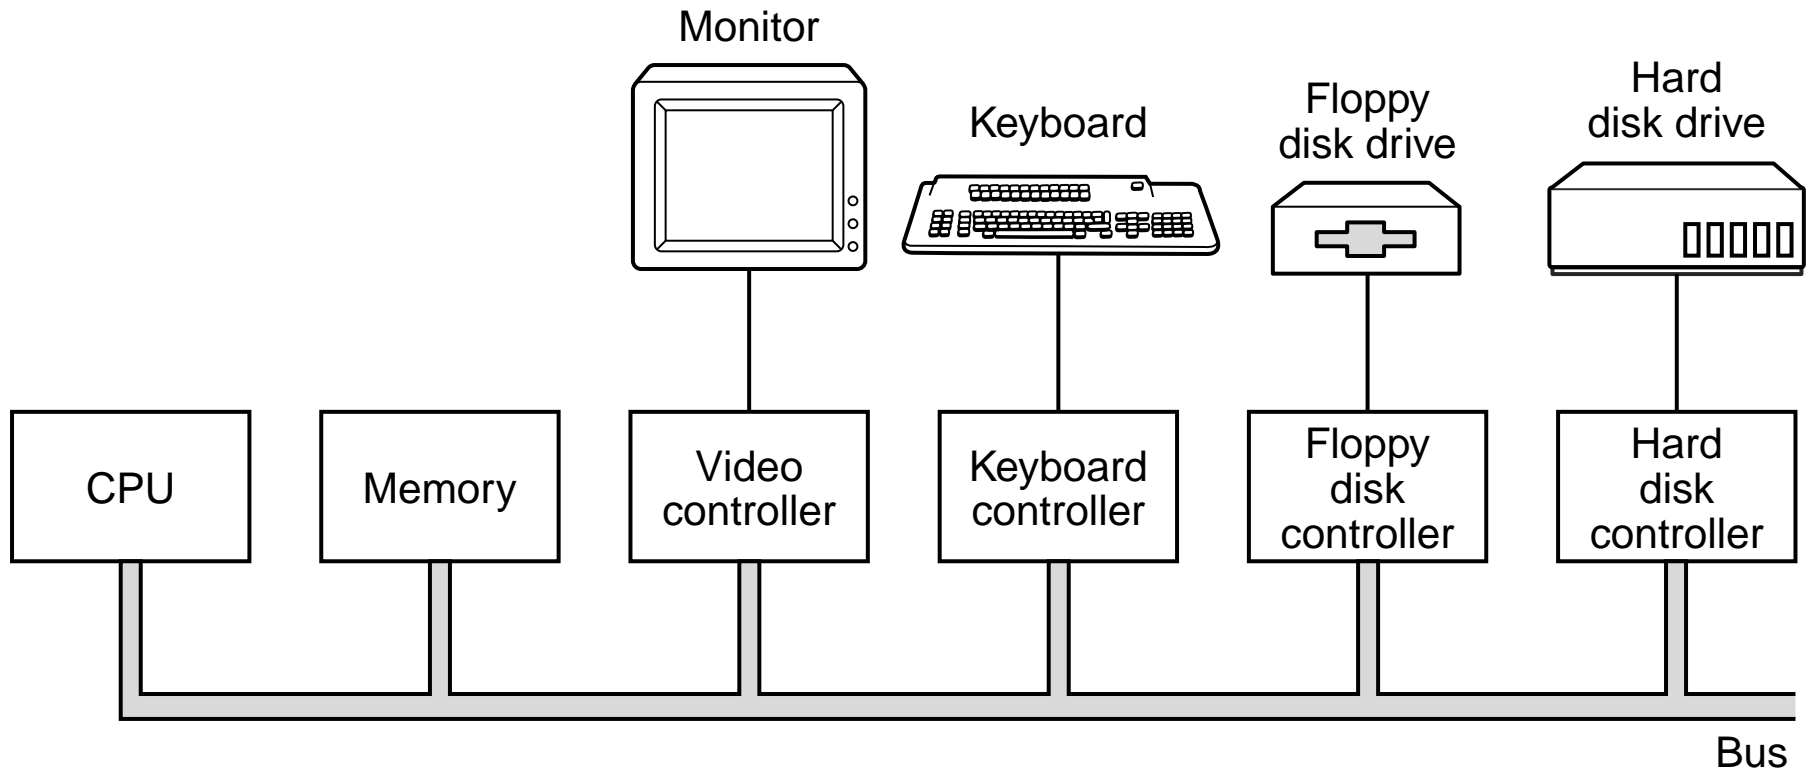 Monitor
Keyboard
Floppy
disk drive
Hard
disk drive
CPU
Memory
Video
controller
Keyboard
controller
Floppy
disk
controller
Hard
disk
controller
Bus